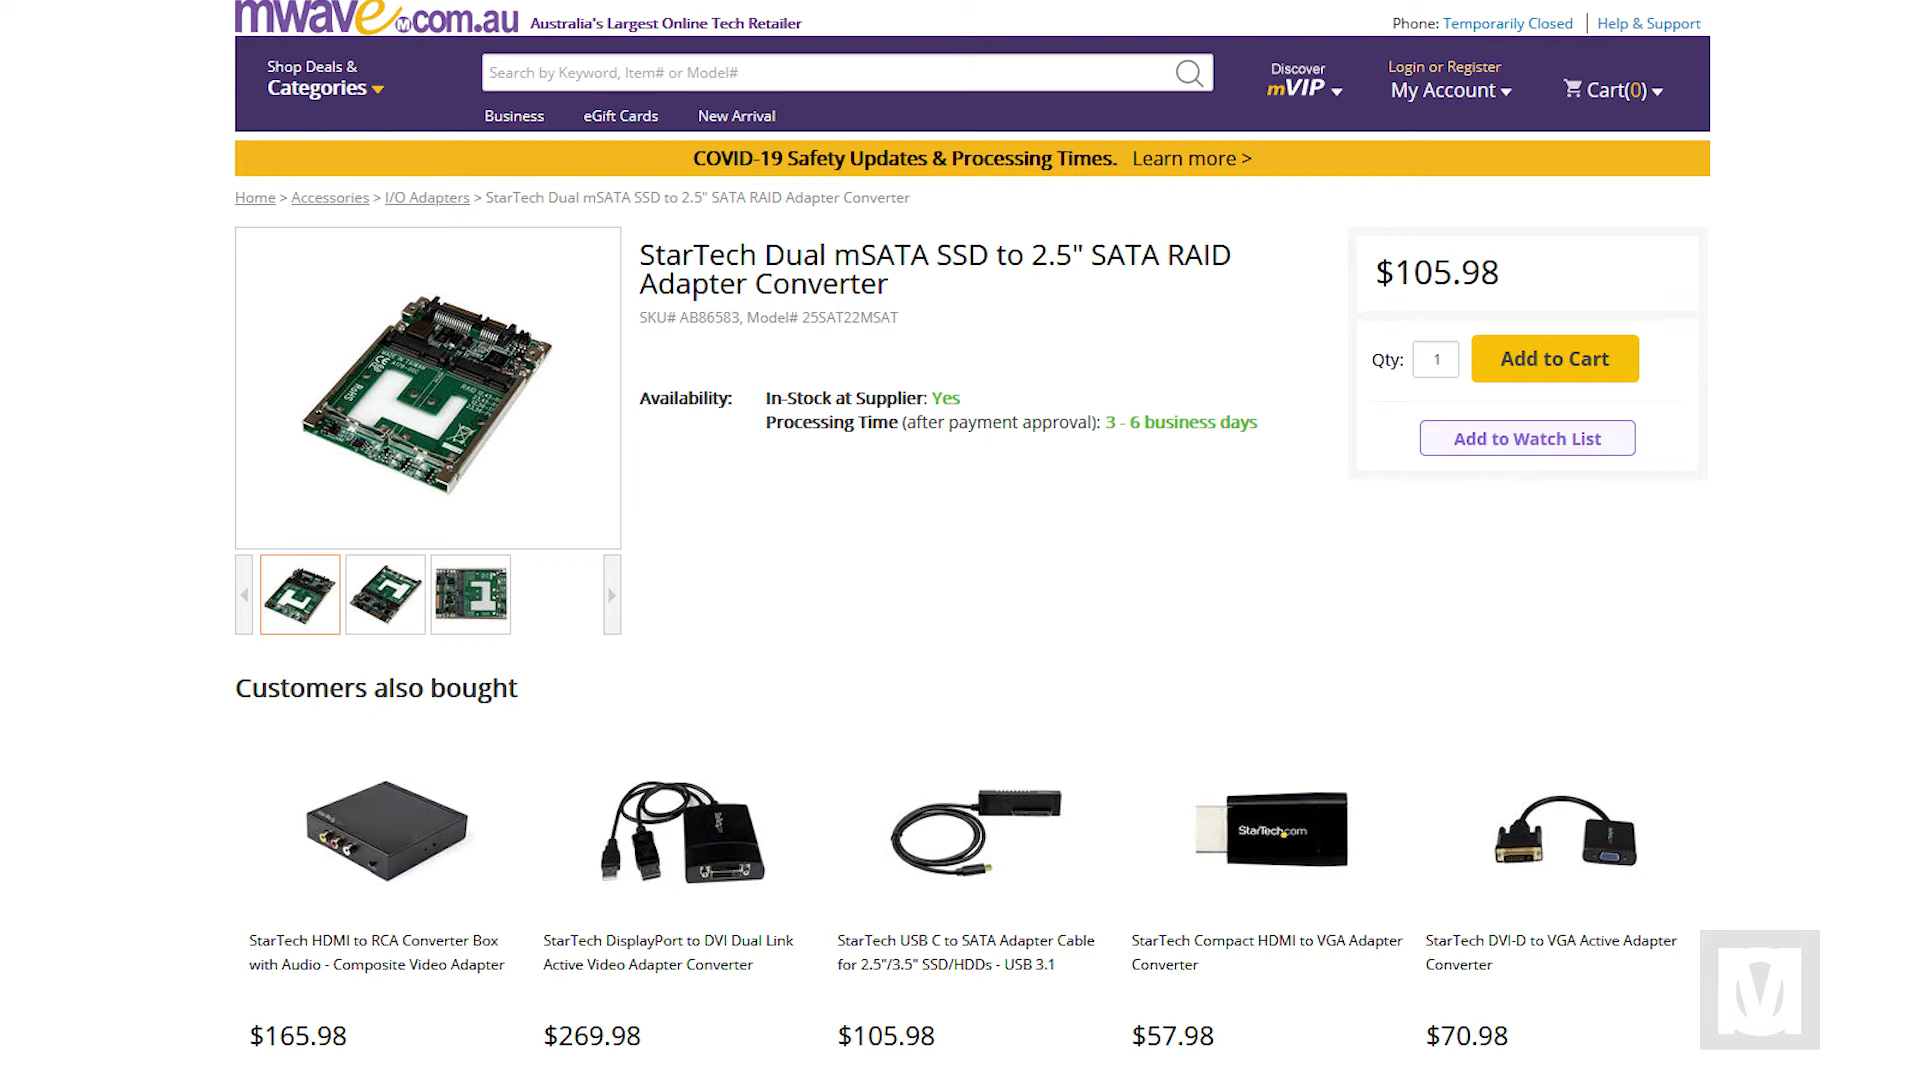 mwave.com.au Australia's Largest Online Tech Retailer
Phone: Temporarily Closed Help & Support
Shop Deals &
Categories
Search by Keyword, Item# or Model#
Discover
mVIP
Login or Register
My Account
Cart(0)
Business eGift Cards New Arrival
COVID-19 Safety Updates & Processing Times. Learn more >
Home > Accessories > I/O Adapters > StarTech Dual mSATA SSD to 2.5" SATA RAID Adapter Converter
StarTech Dual mSATA SSD to 2.5" SATA RAID
Adapter Converter
SKU# AB86583, Model# 25SAT22MSAT
Availability: In-Stock at Supplier: Yes
Processing Time (after payment approval): 3 - 6 business days
$105.98
Qty: 1 Add to Cart
Add to Watch List
MADE IN TAIWAN
CE
RoHS
Customers also bought
StarTech.com
StarTech HDMI to RCA Converter Box
with Audio - Composite Video Adapter
$165.98
StarTech DisplayPort to DVI Dual Link
Active Video Adapter Converter
$269.98
StarTech USB C to SATA Adapter Cable
for 2.5"/3.5" SSD/HDDs - USB 3.1
$105.98
StarTech Compact HDMI to VGA Adapter
Converter
$57.98
StarTech DVI-D to VGA Active Adapter
Converter
$70.98